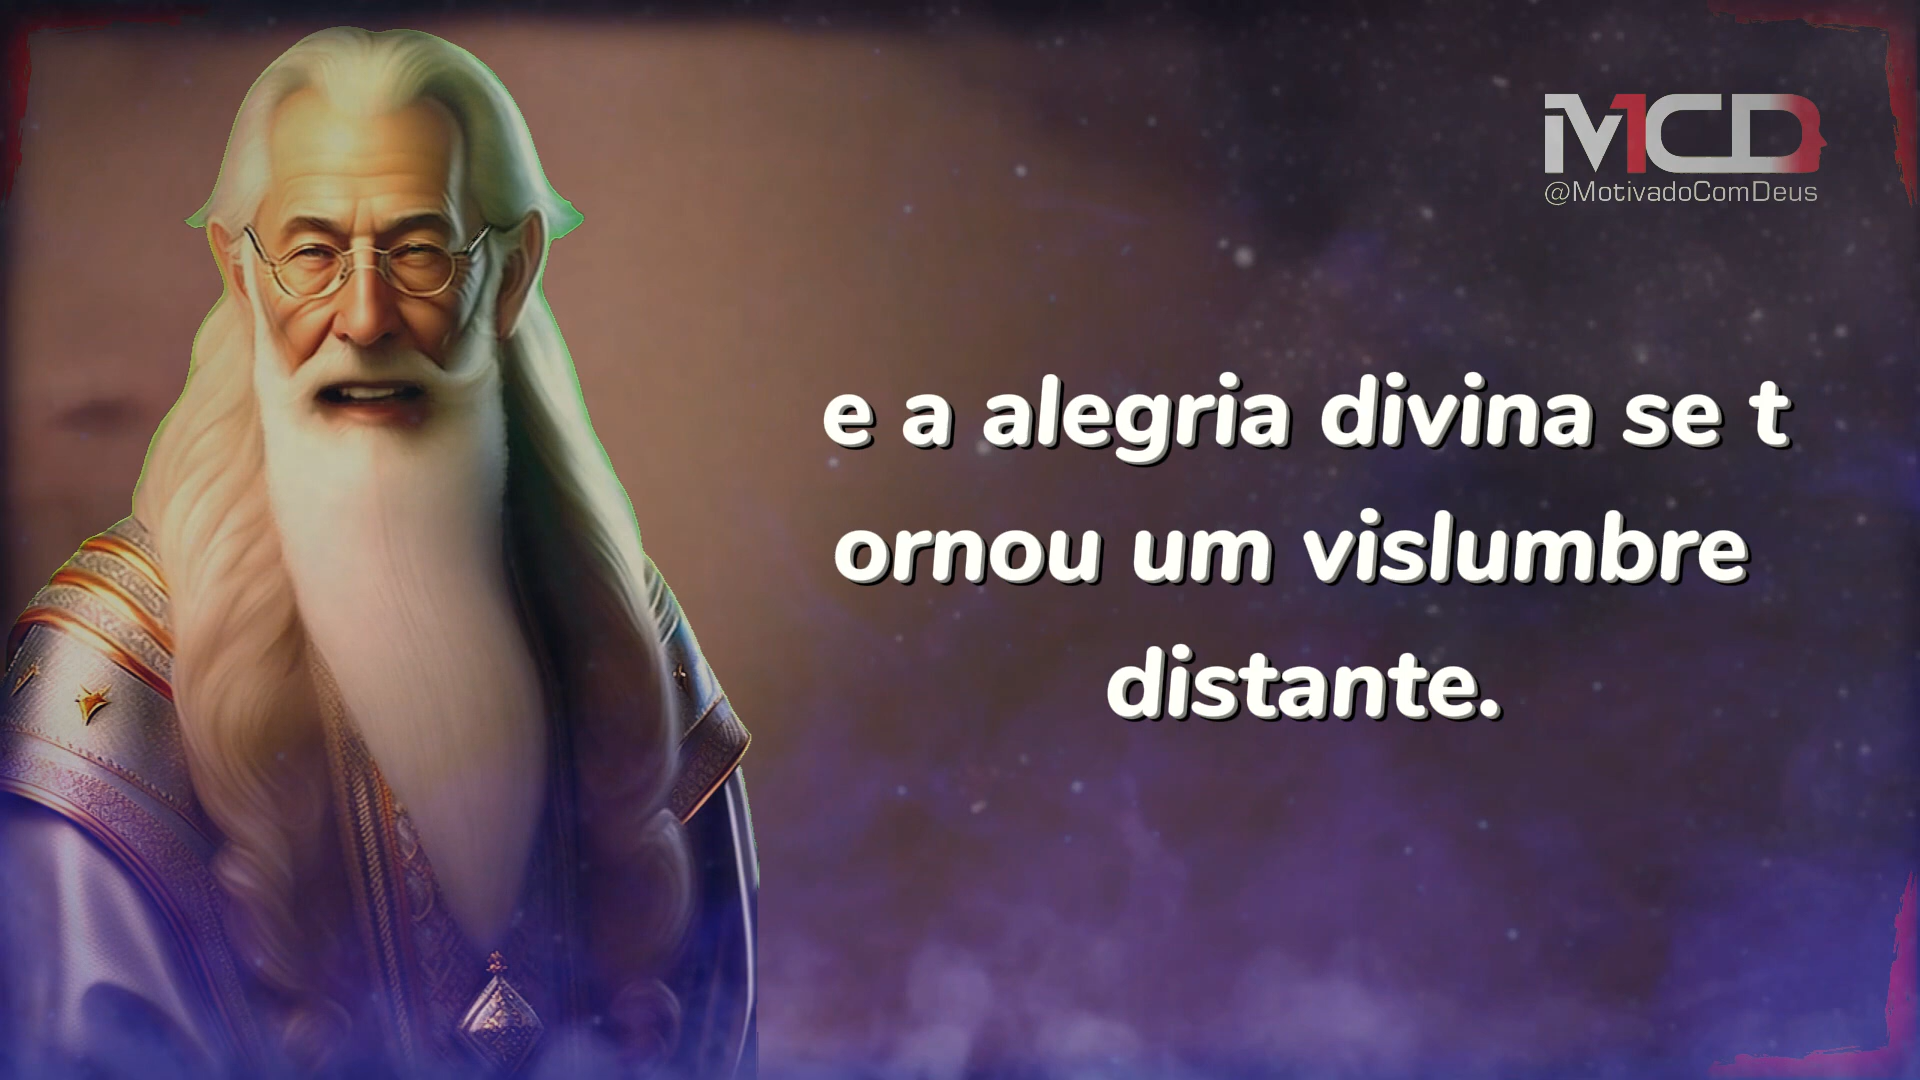 MCD
@MotivadoComDeus
e a alegria divina se t
ornou um vislumbre
distante.